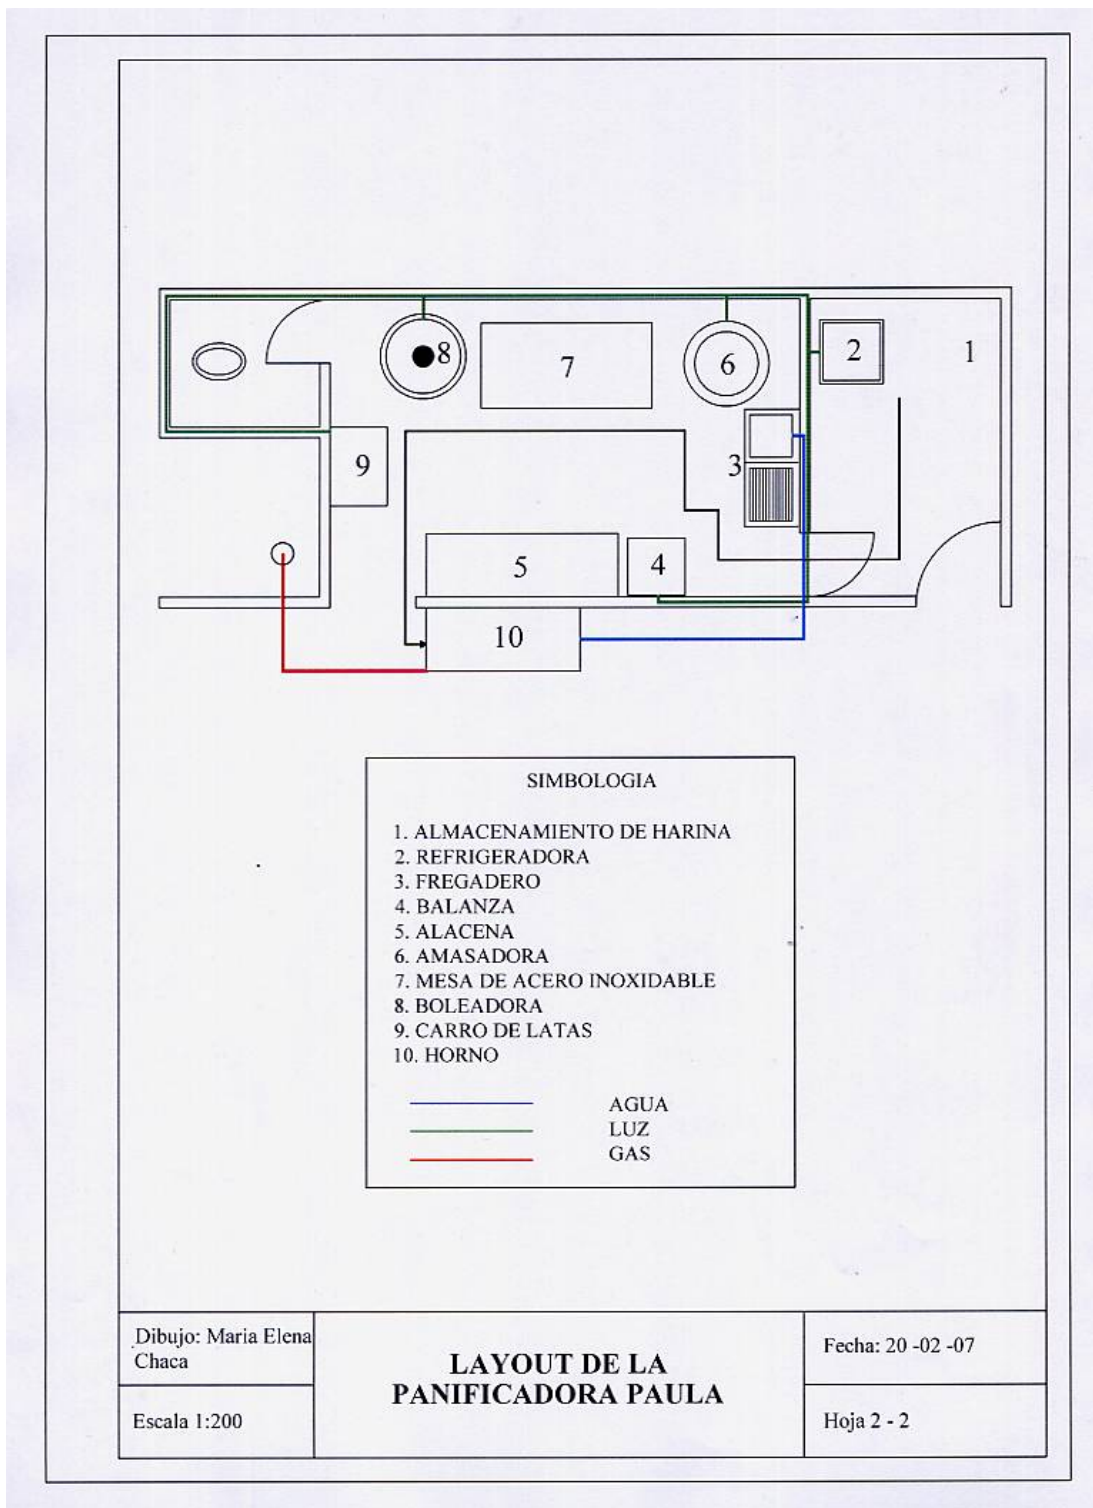 8
7
6
2
1
9
3
5
4
10
SIMBOLOGIA
1. ALMACENAMIENTO DE HARINA
2. REFRIGERADORA
3. FREGADERO
4. BALANZA
5. ALACENA
6. AMASADORA
7. MESA DE ACERO INOXIDABLE
8. BOLEADORA
9. CARRO DE LATAS
10. HORNO
AGUA
LUZ
GAS
Dibujo: Maria Elena
Chaca
Escala 1:200
LAYOUT DE LA
PANIFICADORA PAULA
Fecha: 20 -02 -07
Hoja 2 - 2